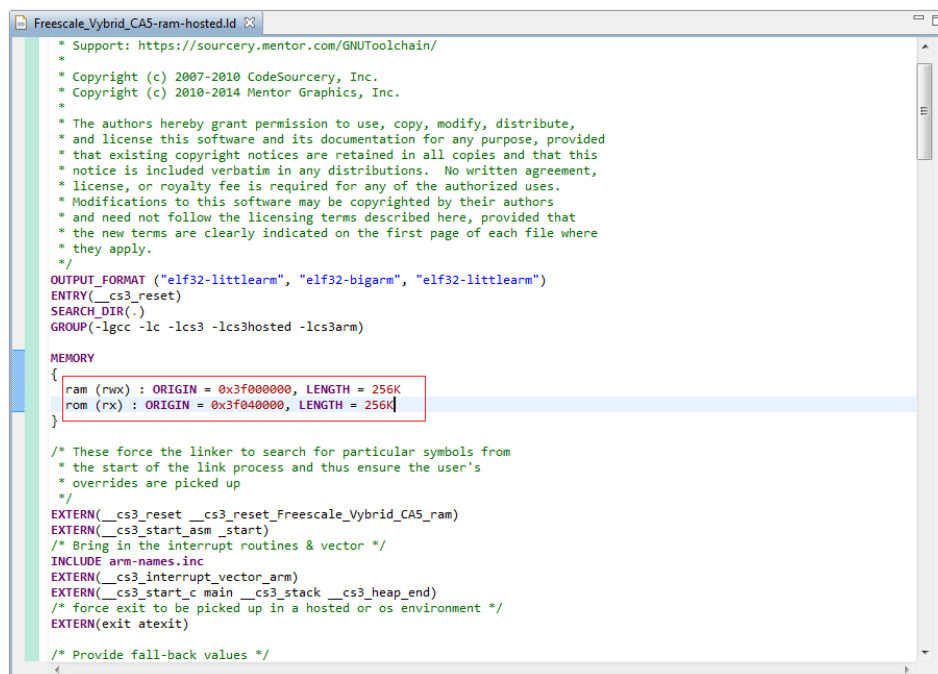 Freescale_Vybrid_CA5-ram-hosted.ld
* Support: https://sourcery.mentor.com/GNUToolchain/
*
* Copyright (c) 2007-2010 CodeSourcery, Inc.
* Copyright (c) 2010-2014 Mentor Graphics, Inc.
*
* The authors hereby grant permission to use, copy, modify, distribute,
* and license this software and its documentation for any purpose, provided
* that existing copyright notices are retained in all copies and that this
* notice is included verbatim in any distributions.  No written agreement,
* license, or royalty fee is required for any of the authorized uses.
* Modifications to this software may be copyrighted by their authors
* and need not follow the licensing terms described here, provided that
* the new terms are clearly indicated on the first page of each file where
* they apply.
*/
OUTPUT_FORMAT ("elf32-littlearm", "elf32-bigarm", "elf32-littlearm")
ENTRY(__cs3_reset)
SEARCH_DIR(.)
GROUP(-lgcc -lc -lcs3 -lcs3hosted -lcs3arm)
MEMORY
{
ram (rwx) : ORIGIN = 0x3f000000, LENGTH = 256K
rom (rx) : ORIGIN = 0x3f040000, LENGTH = 256K
}
/* These force the linker to search for particular symbols from
* the start of the link process and thus ensure the user's
* overrides are picked up
*/
EXTERN(__cs3_reset __cs3_reset_Freescale_Vybrid_CA5_ram)
EXTERN(__cs3_start_asm _start)
/* Bring in the interrupt routines & vector */
INCLUDE arm-names.inc
EXTERN(__cs3_interrupt_vector_arm)
EXTERN(__cs3_start_c main __cs3_stack __cs3_heap_end)
/* force exit to be picked up in a hosted or os environment */
EXTERN(exit atexit)
/* Provide fall-back values */